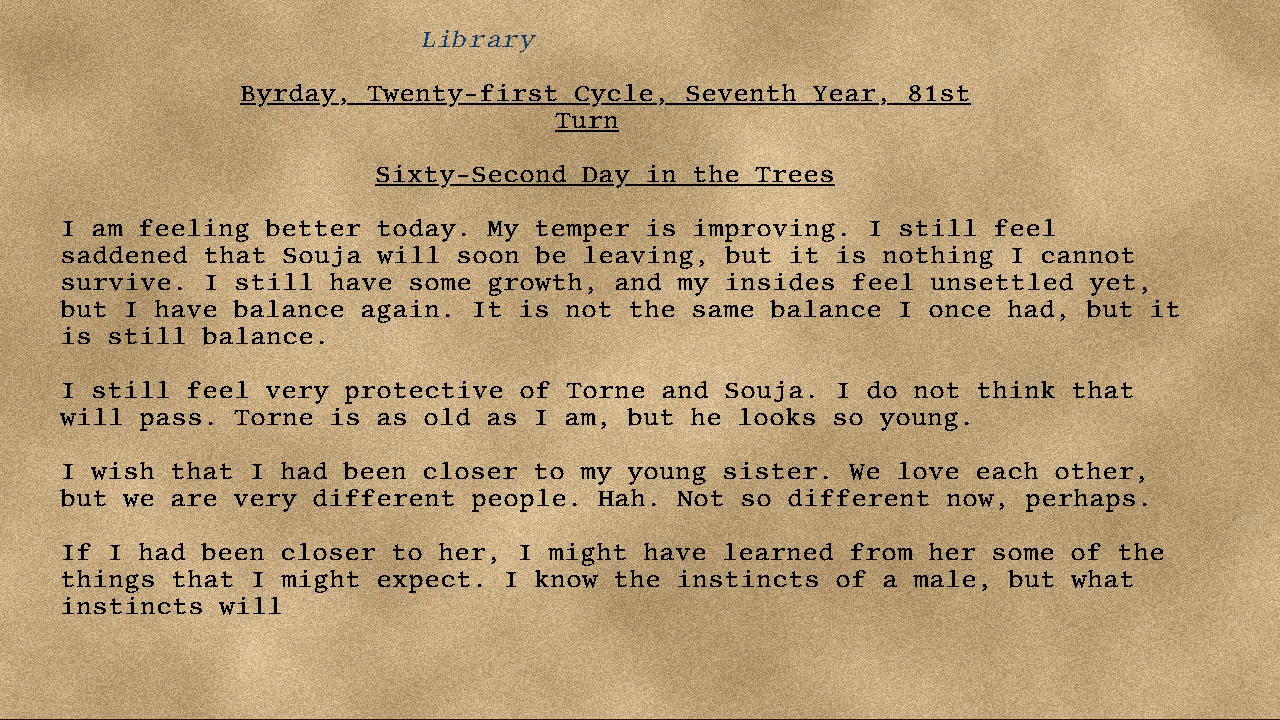 Library
Byrday, Twenty-first Cycle, Seventh Year, 81st
Turn
Sixty-Second Day in the Trees
I am feeling better today. My temper is improving. I still feel
saddened that Souja will soon be leaving, but it is nothing I cannot
survive. I still have some growth, and my insides feel unsettled yet,
but I have balance again. It is not the same balance I once had, but it
is still balance.
I still feel very protective of Torne and Souja. I do not think that
will pass. Torne is as old as I am, but he looks so young.
I wish that I had been closer to my young sister. We love each other,
but we are very different people. Hah. Not so different now, perhaps.
If I had been closer to her, I might have learned from her some of the
things that I might expect. I know the instincts of a male, but what
instincts will